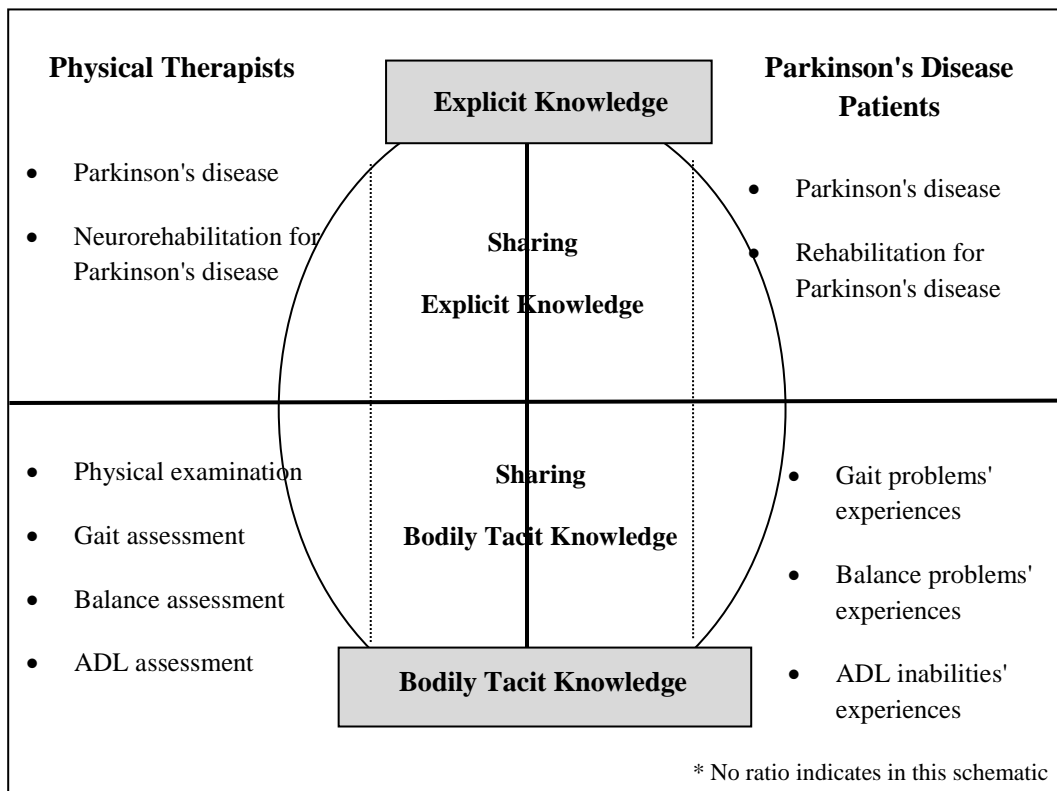 Physical Therapists
Explicit Knowledge
Parkinson's Disease
Patients
• Parkinson's disease
• Neurorehabilitation for
Parkinson's disease
Sharing
Explicit Knowledge
• Parkinson's disease
• Rehabilitation for
Parkinson's disease
• Physical examination
• Gait assessment
• Balance assessment
• ADL assessment
Sharing
Bodily Tacit Knowledge
• Gait problems'
experiences
• Balance problems'
experiences
• ADL inabilities'
experiences
Bodily Tacit Knowledge
* No ratio indicates in this schematic